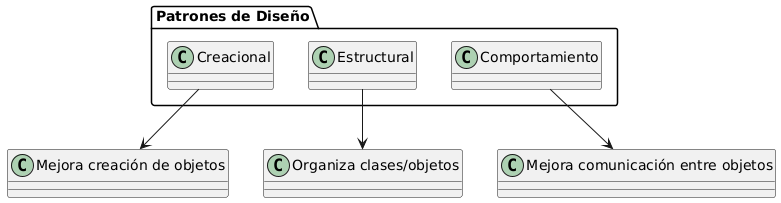 Patrones de Diseño
C Creacional
C Estructural
C Comportamiento
C Mejora creación de objetos
C Organiza clases/objetos
C Mejora comunicación entre objetos